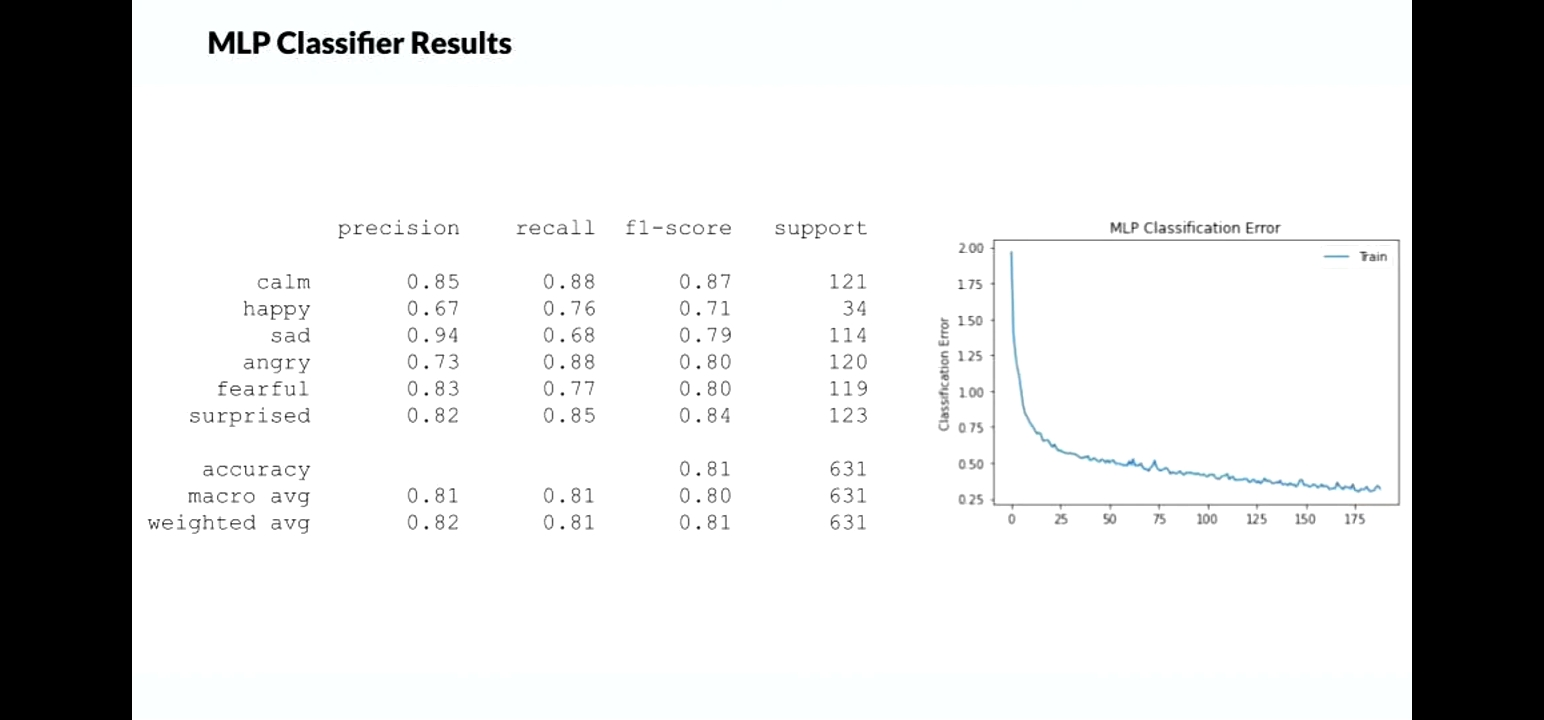 MLP Classifier Results
precision recall f1-score support
calm 0.85 0.88 0.87 121
happy 0.67 0.76 0.71 34
sad 0.94 0.68 0.79 114
angry 0.73 0.88 0.80 120
fearful 0.83 0.77 0.80 119
surprised 0.82 0.85 0.84 123
accuracy 0.81 631
macro avg 0.81 0.81 0.80 631
weighted avg 0.82 0.81 0.81 631
MLP Classification Error
Train
Classification Error
2.00
1.75
1.50
1.25
1.00
0.75
0.50
0.25
0 25 50 75 100 125 150 175